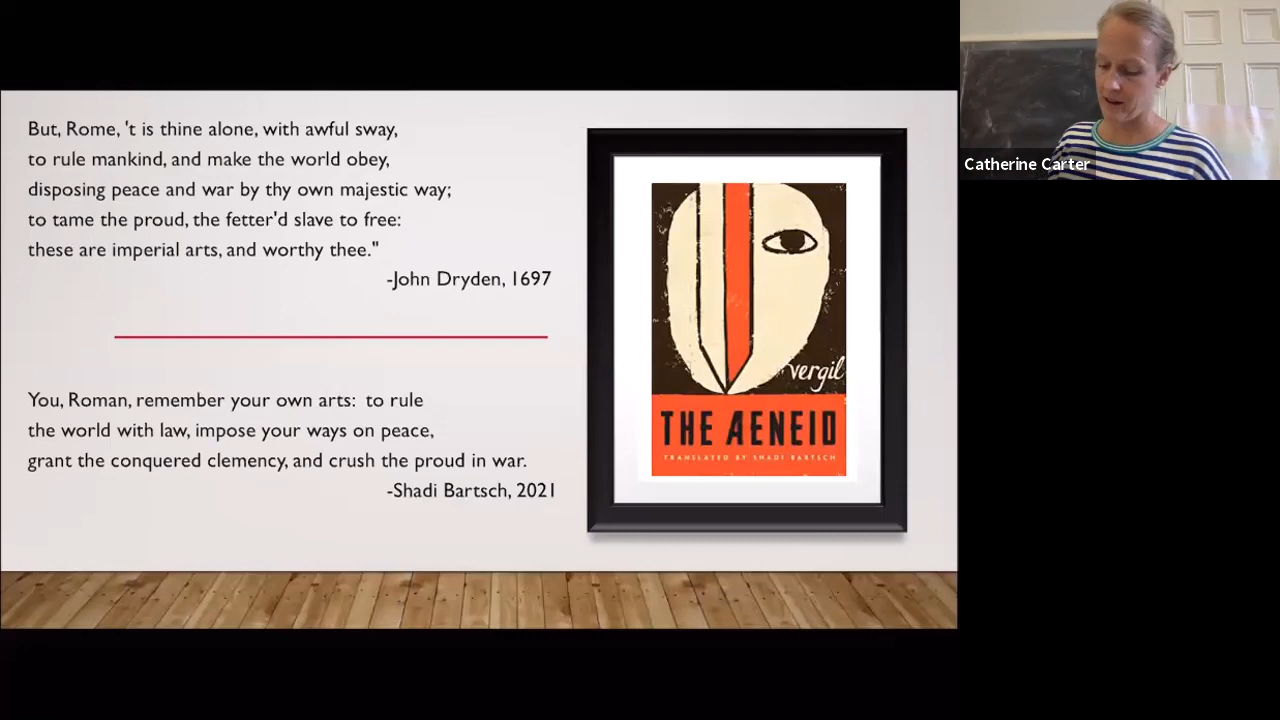 But, Rome, 't is thine alone, with awful sway,
to rule mankind, and make the world obey,
disposing peace and war by thy own majestic way;
to tame the proud, the fetter'd slave to free:
these are imperial arts, and worthy thee."
-John Dryden, 1697
You, Roman, remember your own arts: to rule
the world with law, impose your ways on peace,
grant the conquered clemency, and crush the proud in war.
-Shadi Bartsch, 2021
vergil
THE AENEID
TRANSLATED BY SHADI BARTSCH
Catherine Carter